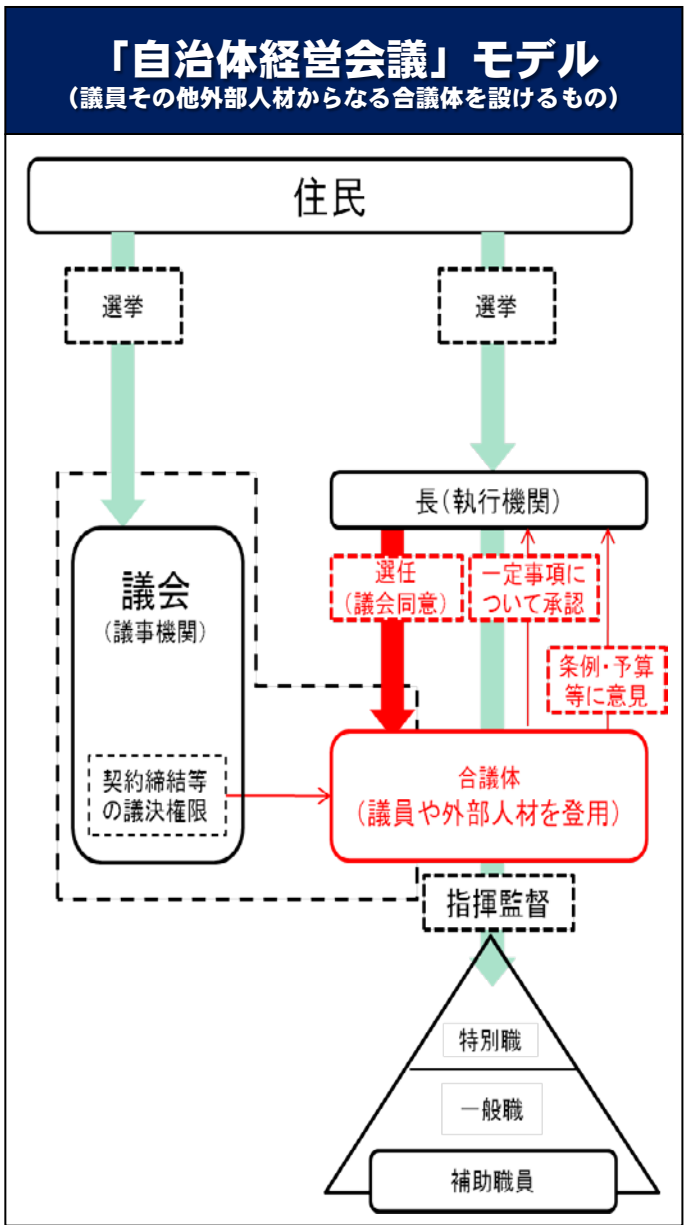 「自治体経営会議」モデル
(議員その他外部人材からなる合議体を設けるもの)
住民
選挙
選挙
長(執行機関)
議会
(議事機関)
選任
(議会同意)
一定事項に
ついて承認
条例・予算
等に意見
契約締結等
の議決権限
合議体
(議員や外部人材を登用)
指揮監督
特別職
一般職
補助職員